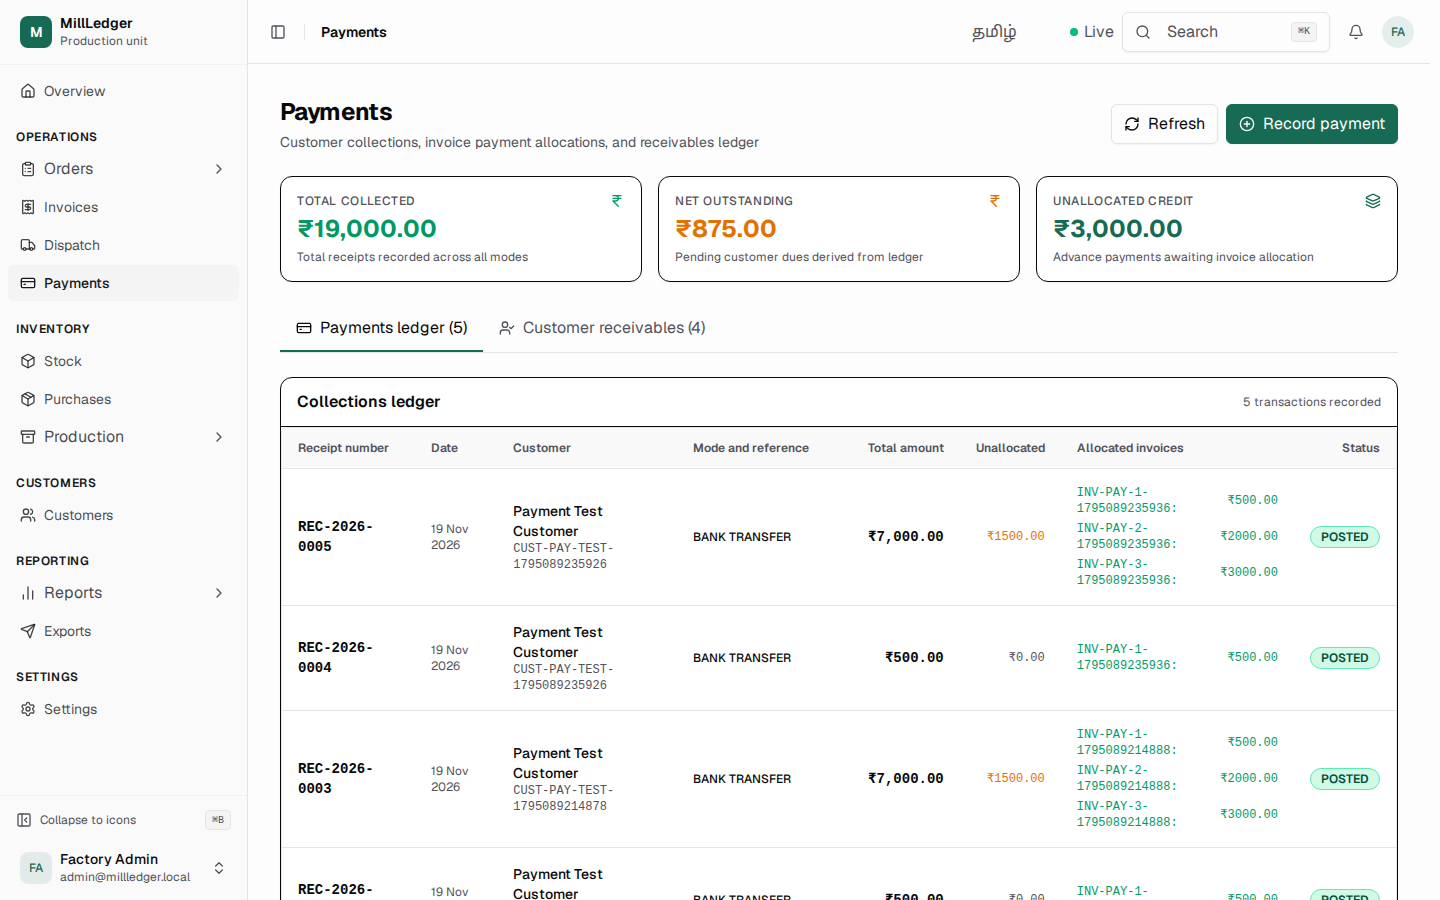 M
MillLedger
Production unit
Overview
OPERATIONS
Orders
Invoices
Dispatch
Payments
INVENTORY
Stock
Purchases
Production
CUSTOMERS
Customers
REPORTING
Reports
Exports
SETTINGS
Settings
Collapse to icons ⌘B
FA
Factory Admin
admin@millledger.local
Payments
தமிழ்
Live
Search ⌘K
FA
Payments
Customer collections, invoice payment allocations, and receivables ledger
Refresh
Record payment
TOTAL COLLECTED ₹
₹19,000.00
Total receipts recorded across all modes
NET OUTSTANDING ₹
₹875.00
Pending customer dues derived from ledger
UNALLOCATED CREDIT
₹3,000.00
Advance payments awaiting invoice allocation
Payments ledger (5)
Customer receivables (4)
Collections ledger
5 transactions recorded
Receipt number Date Customer Mode and reference Total amount Unallocated Allocated invoices Status
REC-2026-
0005
19 Nov
2026
Payment Test
Customer
CUST-PAY-TEST-
1795089235926
BANK TRANSFER
₹7,000.00
₹1500.00
INV-PAY-1-
1795089235936: ₹500.00
INV-PAY-2-
1795089235936: ₹2000.00
INV-PAY-3-
1795089235936: ₹3000.00
POSTED
REC-2026-
0004
19 Nov
2026
Payment Test
Customer
CUST-PAY-TEST-
1795089235926
BANK TRANSFER
₹500.00
₹0.00
INV-PAY-1-
1795089235936: ₹500.00
POSTED
REC-2026-
0003
19 Nov
2026
Payment Test
Customer
CUST-PAY-TEST-
1795089214878
BANK TRANSFER
₹7,000.00
₹1500.00
INV-PAY-1-
1795089214888: ₹500.00
INV-PAY-2-
1795089214888: ₹2000.00
INV-PAY-3-
1795089214888: ₹3000.00
POSTED
REC-2026-
19 Nov
Payment Test
Customer
BANK TRANSFER
₹500.00
₹0.00
INV-PAY-1-
₹500.00
POSTED